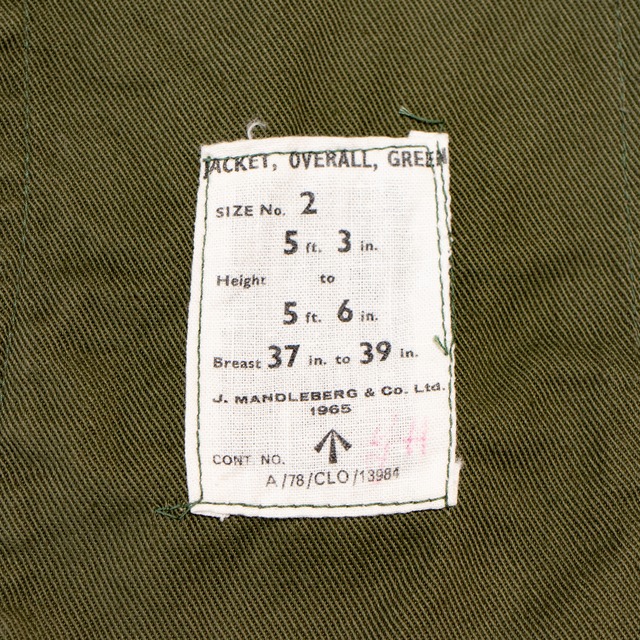 JACKET, OVERALL, GREEN
SIZE No. 2
5 ft. 3 in.
Height to
5 ft. 6 in.
Breast 37 in. to 39 in.
J. MANDLEBERG & Co. Ltd.
1965
CONT. NO.
A/78/CLO/13984